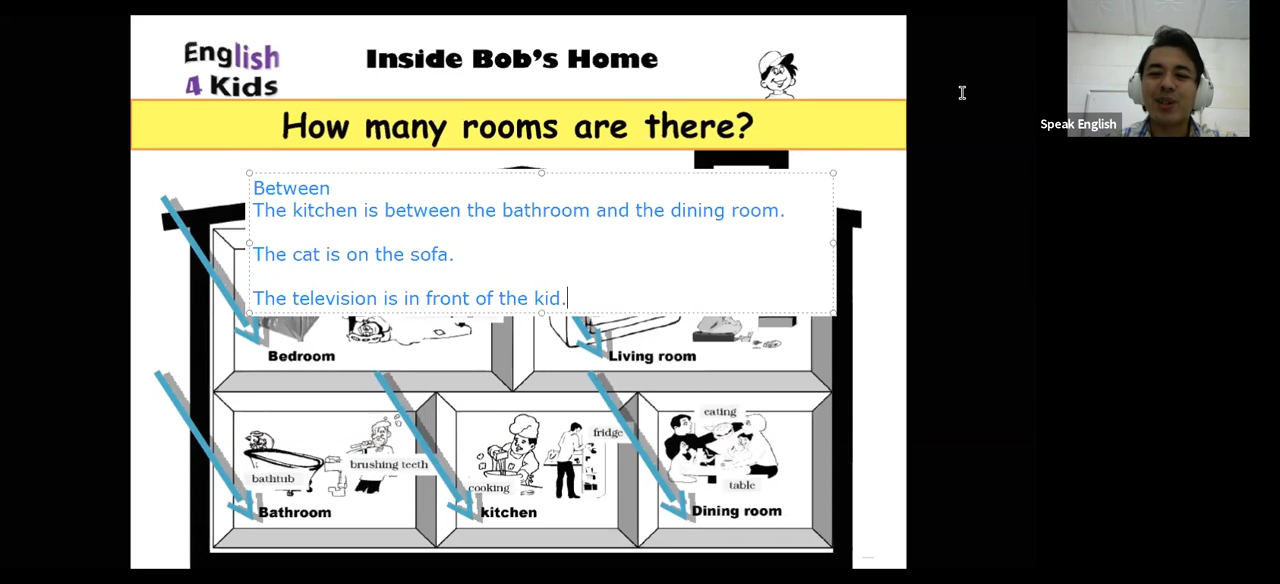 English
4 Kids
Inside Bob's Home
How many rooms are there?
Speak English
Between
The kitchen is between the bathroom and the dining room.
The cat is on the sofa.
The television is in front of the kid.
Bedroom
Living room
eating
fridge
brushing teeth
bathtub
cooking
table
Bathroom
kitchen
Dining room